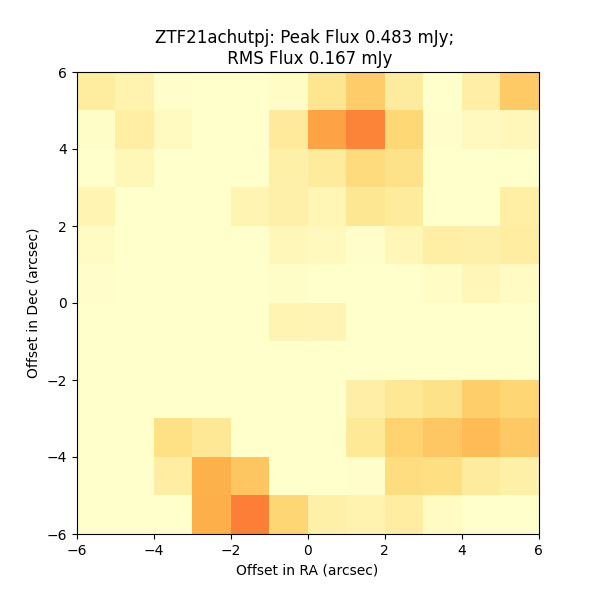 ZTF21achutpj: Peak Flux 0.483 mJy;
RMS Flux 0.167 mJy
6
4
2
0
−2
−4
−6
Offset in Dec (arcsec)
−6 −4 −2 0 2 4 6
Offset in RA (arcsec)